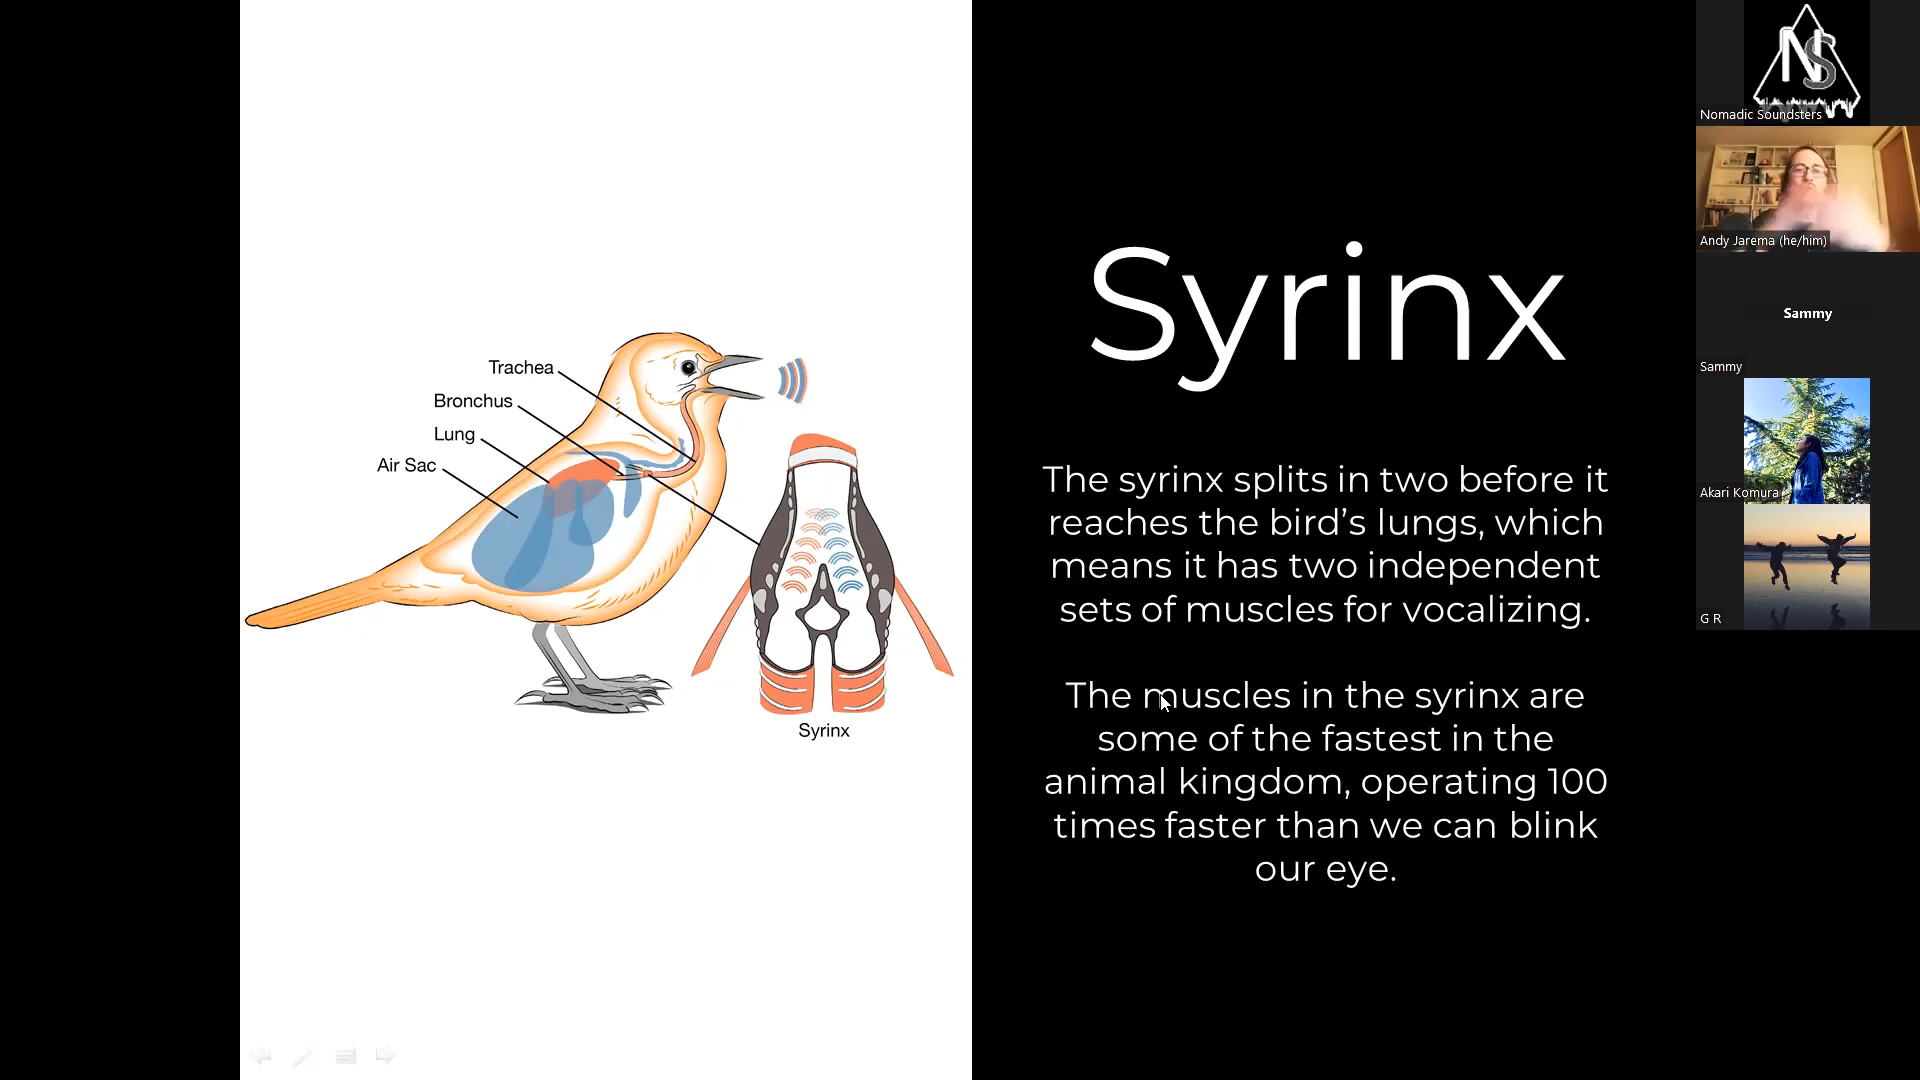 Trachea
Bronchus
Lung
Air Sac
Syrinx
Syrinx
The syrinx splits in two before it
reaches the bird’s lungs, which
means it has two independent
sets of muscles for vocalizing.
The muscles in the syrinx are
some of the fastest in the
animal kingdom, operating 100
times faster than we can blink
our eye.
NS
Nomadic Soundsters
Andy Jarema (he/him)
Sammy
Sammy
Akari Komura
G R